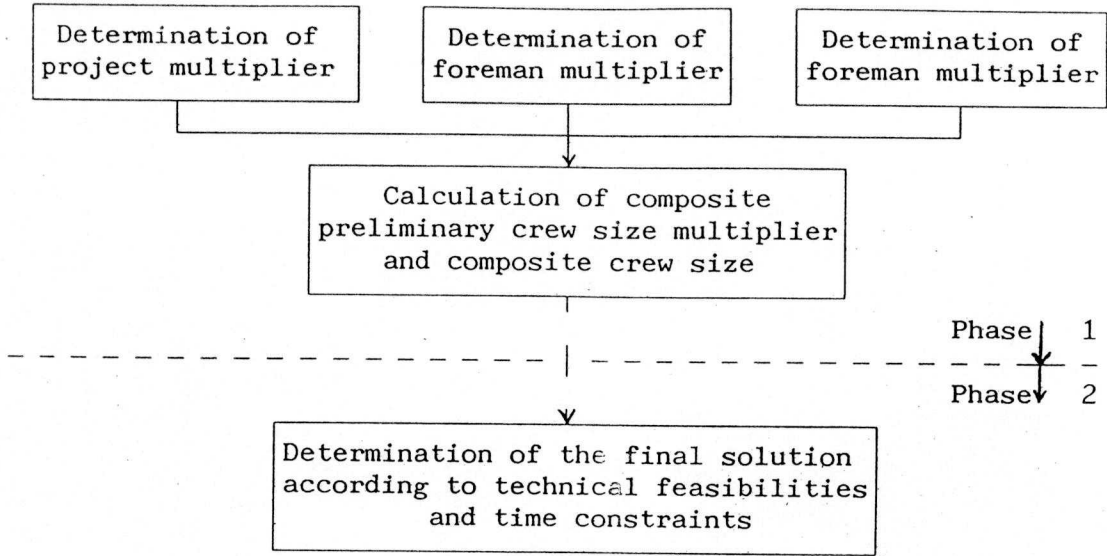 Determination of
project multiplier
Determination of
foreman multiplier
Determination of
foreman multiplier
Calculation of composite
preliminary crew size multiplier
and composite crew size
Phase 1
Phase 2
Determination of the final solution
according to technical feasibilities
and time constraints